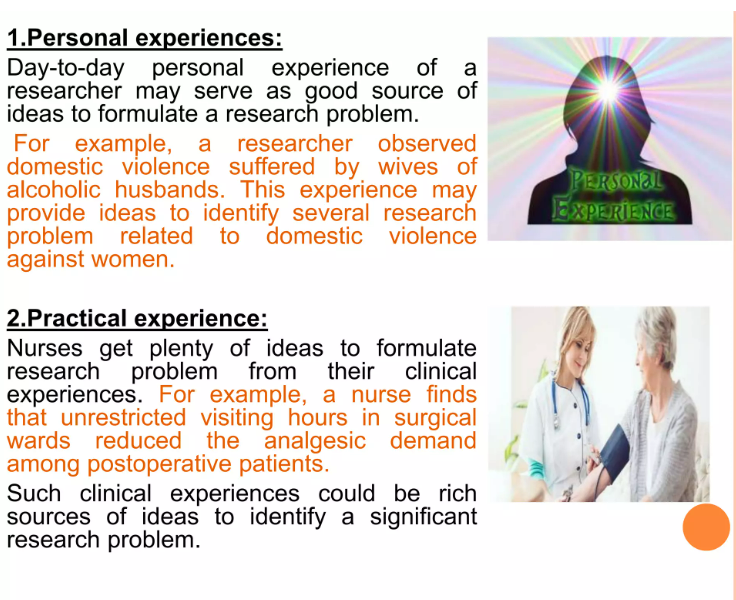 1.Personal experiences:
Day-to-day personal experience of a
researcher may serve as good source of
ideas to formulate a research problem.
For example, a researcher observed
domestic violence suffered by wives of
alcoholic husbands. This experience may
provide ideas to identify several research
problem related to domestic violence
against women.
PERSONAL
EXPERIENCE
2.Practical experience:
Nurses get plenty of ideas to formulate
research problem from their clinical
experiences. For example, a nurse finds
that unrestricted visiting hours in surgical
wards reduced the analgesic demand
among postoperative patients.
Such clinical experiences could be rich
sources of ideas to identify a significant
research problem.